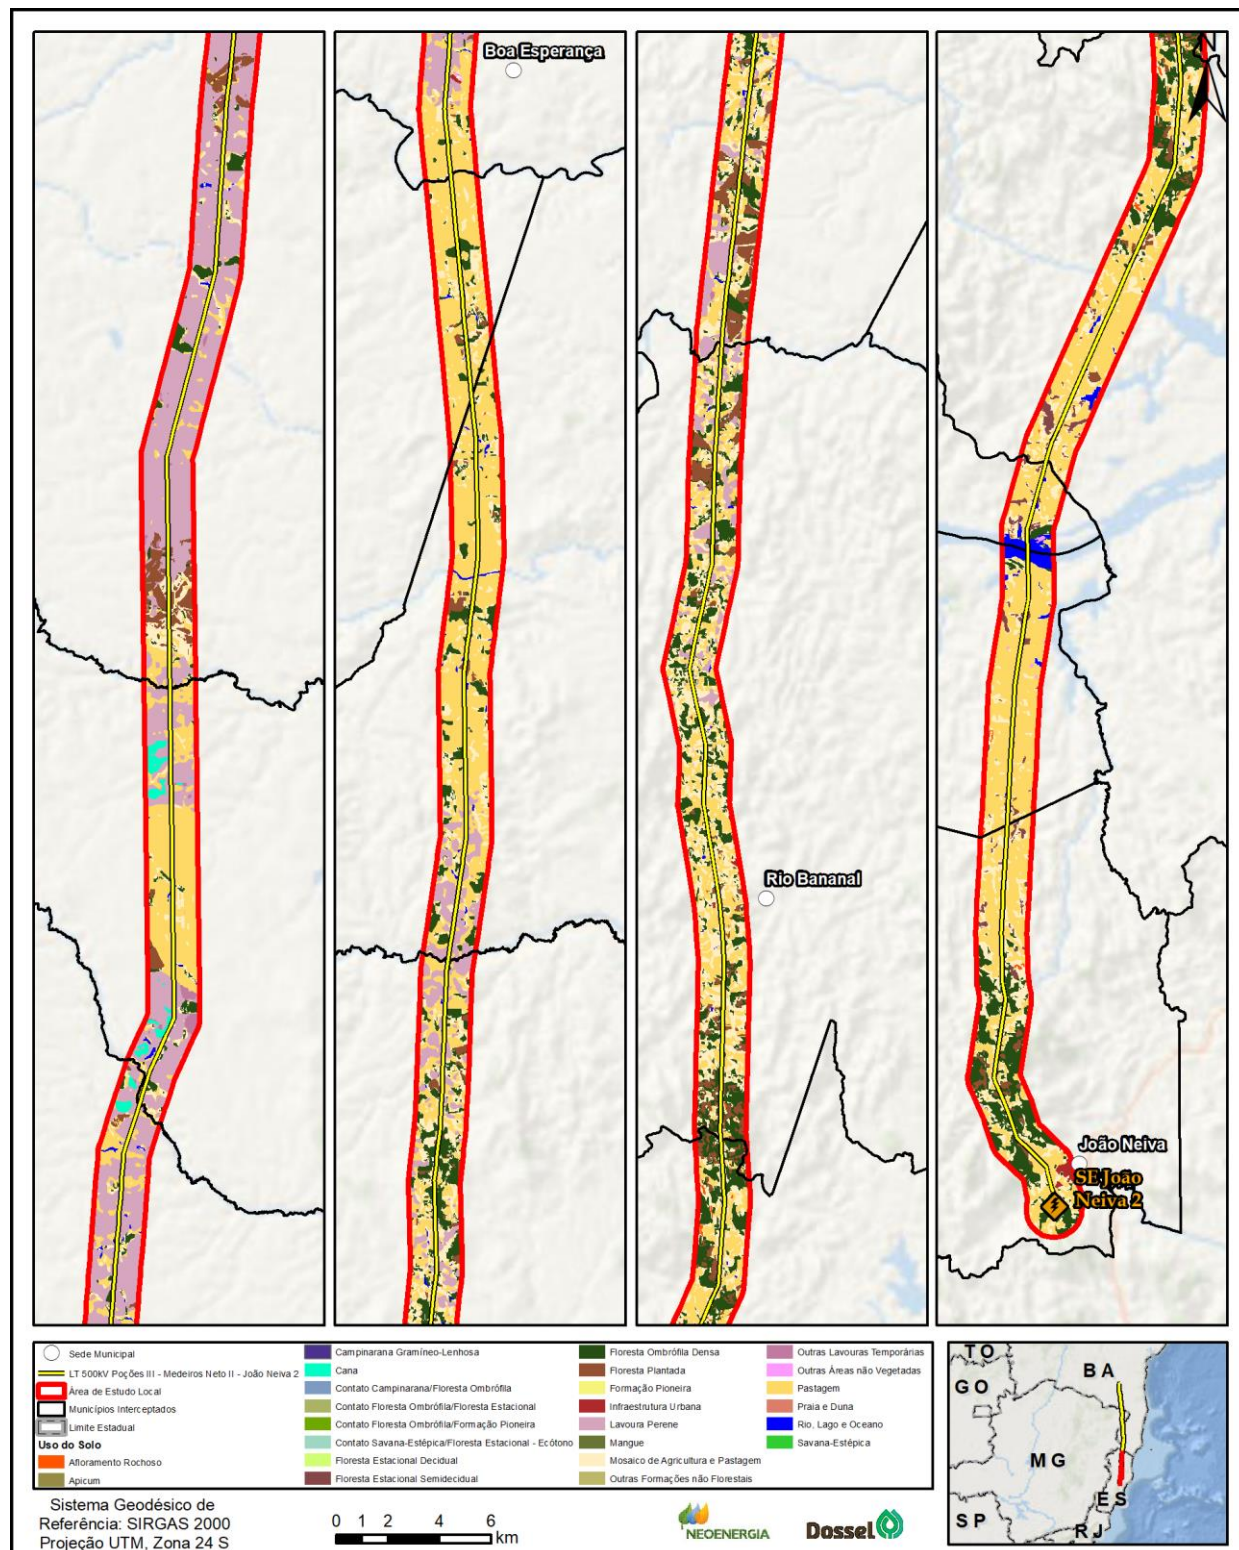 Boa Esperança
Rio Bananal
João Neiva
SE João
Neiva 2
Sede Municipal
LT 500kV Poções III - Medeiros Neto II - João Neiva 2
Área de Estudo Local
Municípios Interceptados
Limite Estadual
Uso do Solo
Afloramento Rochoso
Apicum
Campinarana Gramíneo-Lenhosa
Cana
Contato Campinarana/Floresta Ombrófila
Contato Floresta Ombrófila/Floresta Estacional
Contato Floresta Ombrófila/Formação Pioneira
Contato Savana-Estépica/Floresta Estacional - Ecótono
Floresta Estacional Decidual
Floresta Estacional Semidecidual
Floresta Ombrófila Densa
Floresta Plantada
Formação Pioneira
Infraestrutura Urbana
Lavoura Perene
Mangue
Mosaico de Agricultura e Pastagem
Outras Formações não Florestais
Outras Lavouras Temporárias
Outras Áreas não Vegetadas
Pastagem
Praia e Duna
Rio, Lago e Oceano
Savana-Estépica
Sistema Geodésico de
Referência: SIRGAS 2000
Projeção UTM, Zona 24 S
0 1 2 4 6
km
NEOENERGIA
Dossel
TO
BA
GO
MG
ES
SP
RJ